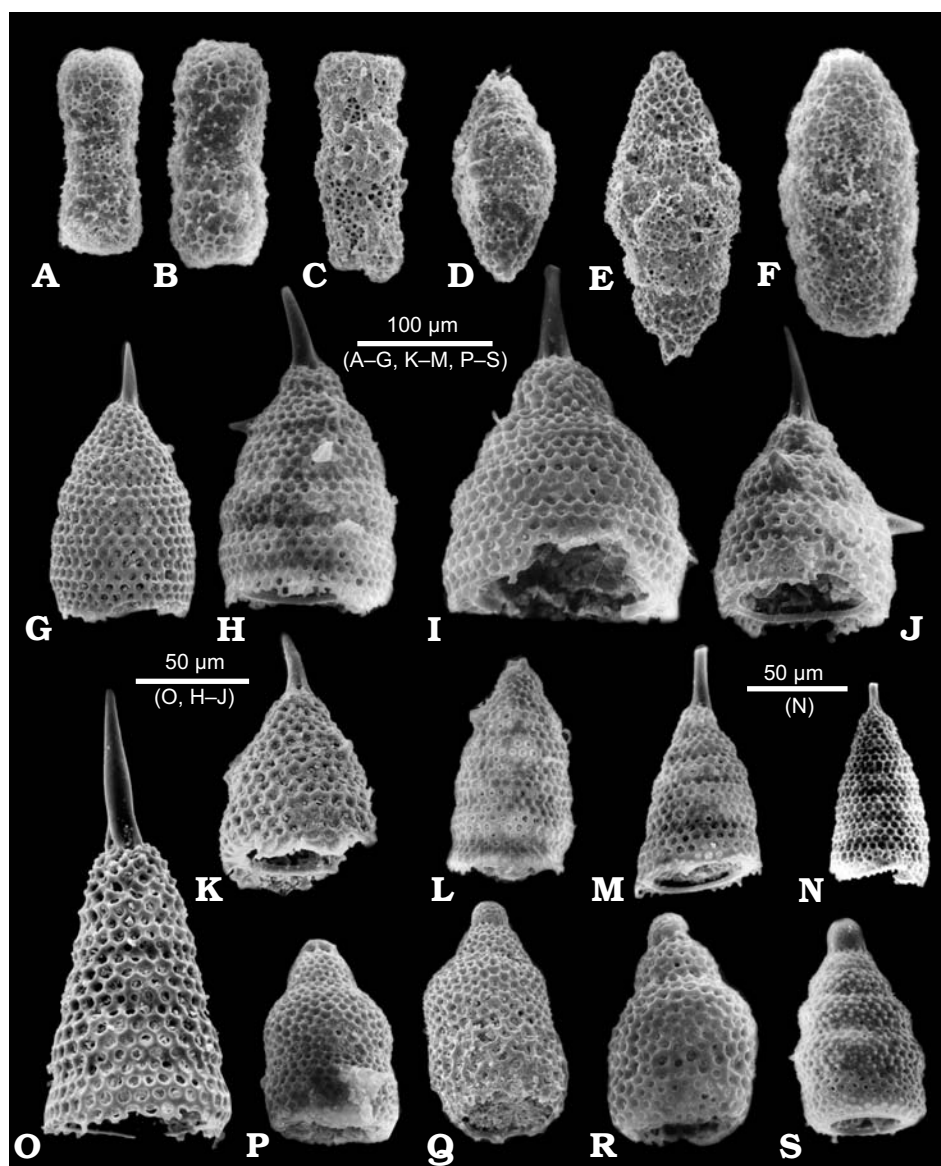 A B C D E F
100 µm
(A–G, K–M, P–S)
G H I J
50 µm
(O, H–J)
50 µm
(N)
K L M N
O P Q R S